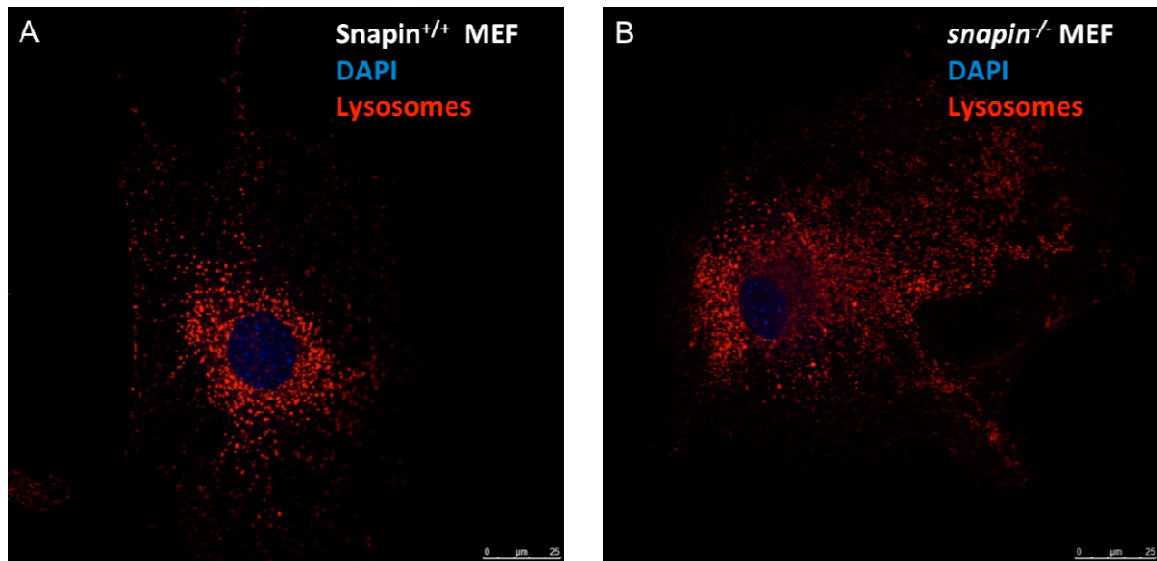 A
Snapin+/+ MEF
DAPI
Lysosomes
0 µm 25
B
snapin-/- MEF
DAPI
Lysosomes
0 µm 25